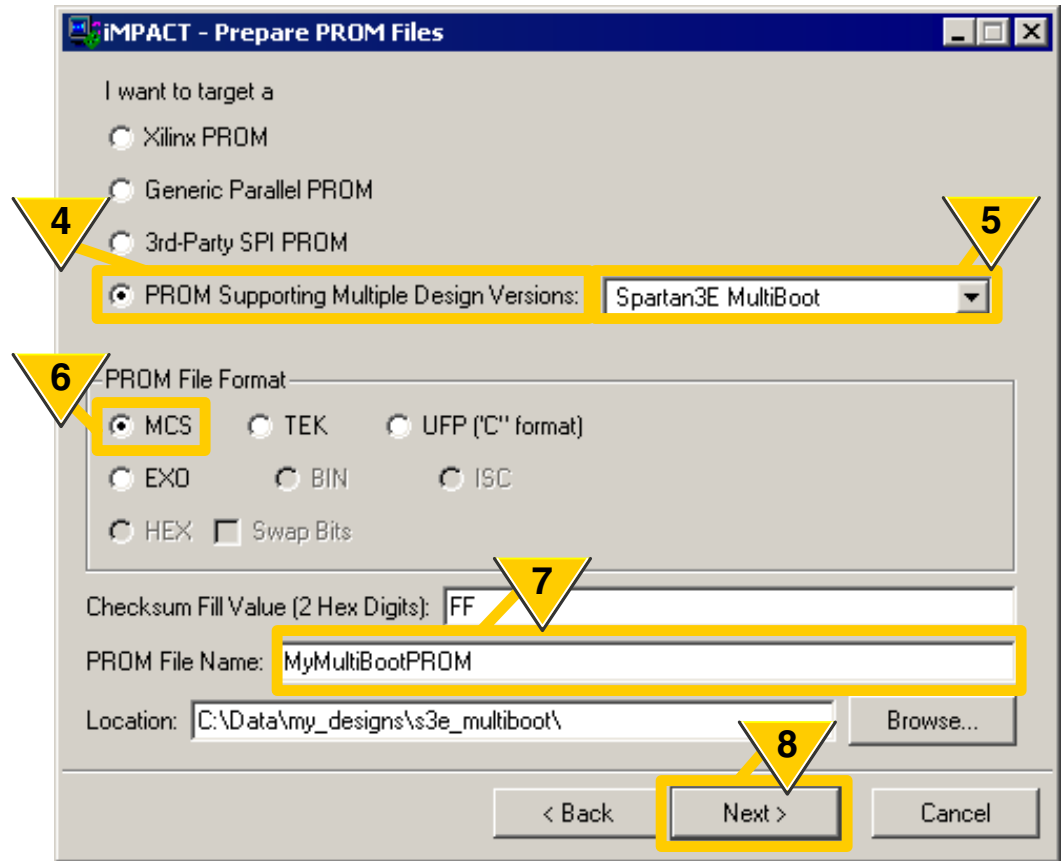 iMPACT - Prepare PROM Files
I want to target a
Xilinx PROM
Generic Parallel PROM
4
5
3rd-Party SPI PROM
PROM Supporting Multiple Design Versions: Spartan3E MultiBoot
6
PROM File Format
MCS TEK UFP ("C" format)
EXO BIN ISC
HEX Swap Bits
7
Checksum Fill Value (2 Hex Digits): FF
PROM File Name: MyMultiBootPROM
Location: C:\Data\my_designs\s3e_multiboot\ Browse...
8
< Back Next > Cancel